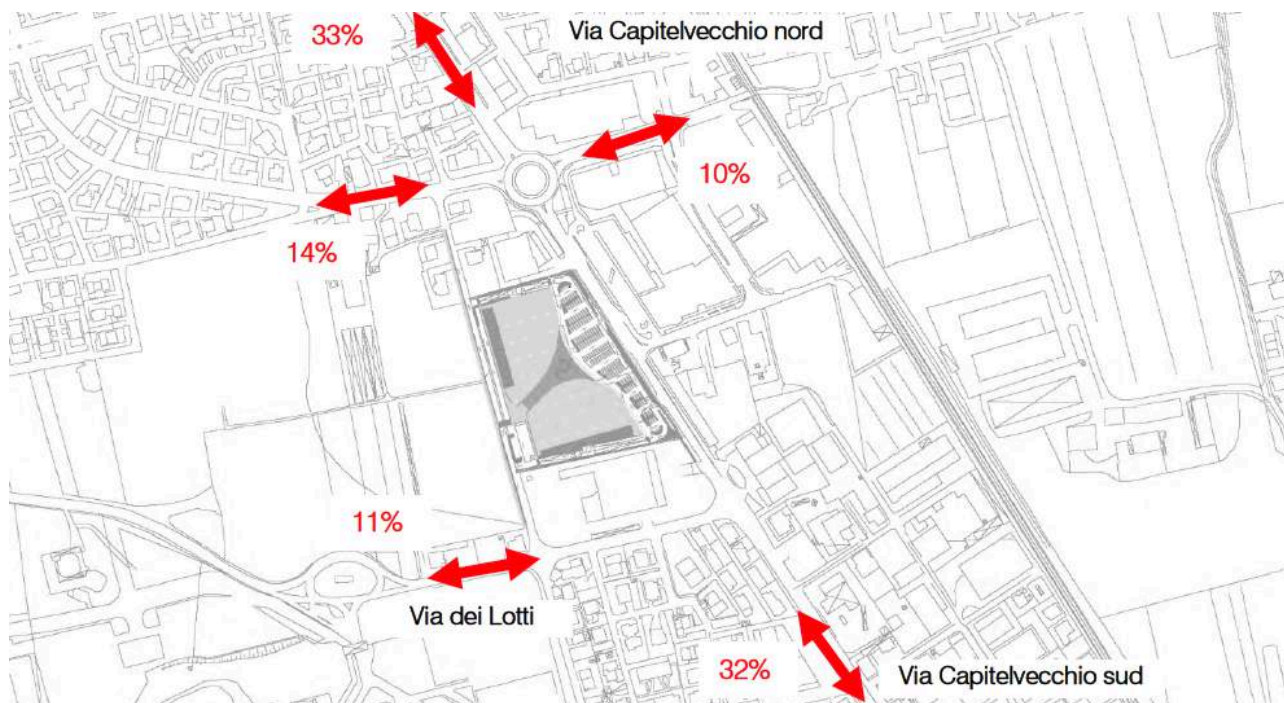 33%
Via Capitelvecchio nord
10%
14%
11%
Via dei Lotti
32%
Via Capitelvecchio sud